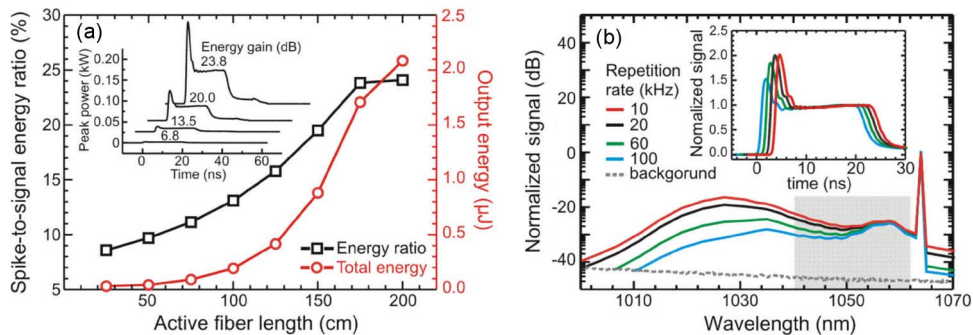 (a)
Spike-to-signal energy ratio (%)
30
25
20
15
10
5
Peak power (kW)
0.20
0.15
0.10
0.05
0
Energy gain (dB)
23.8
20.0
13.5
6.8
0 20 40 60
Time (ns)
Energy ratio
Total energy
50 100 150 200
Active fiber length (cm)
2.5
2.0
1.5
1.0
0.5
0.0
Output energy (μJ)
(b)
Normalized signal (dB)
40
20
0
-20
-40
Repetition
rate (kHz)
10
20
60
100
backgorund
Normalized signal
2.5
2.0
1.5
1.0
0.5
0.0
0 10 20 30
time (ns)
1010 1030 1050 1070
Wavelength (nm)